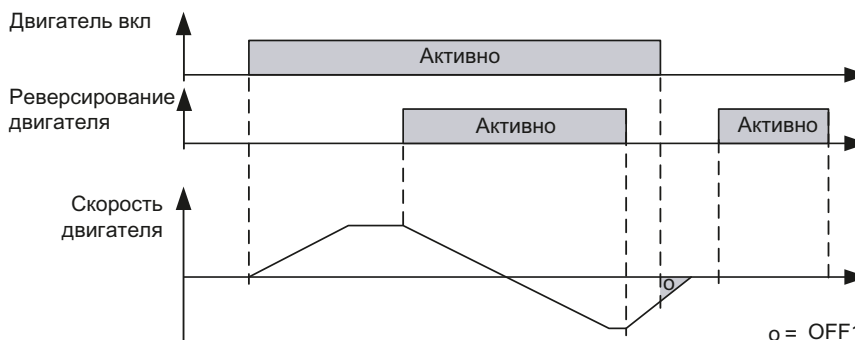 Двигатель вкл
Активно
Реверсирование
двигателя
Активно
Активно
Скорость
двигателя
o
o = OFF1